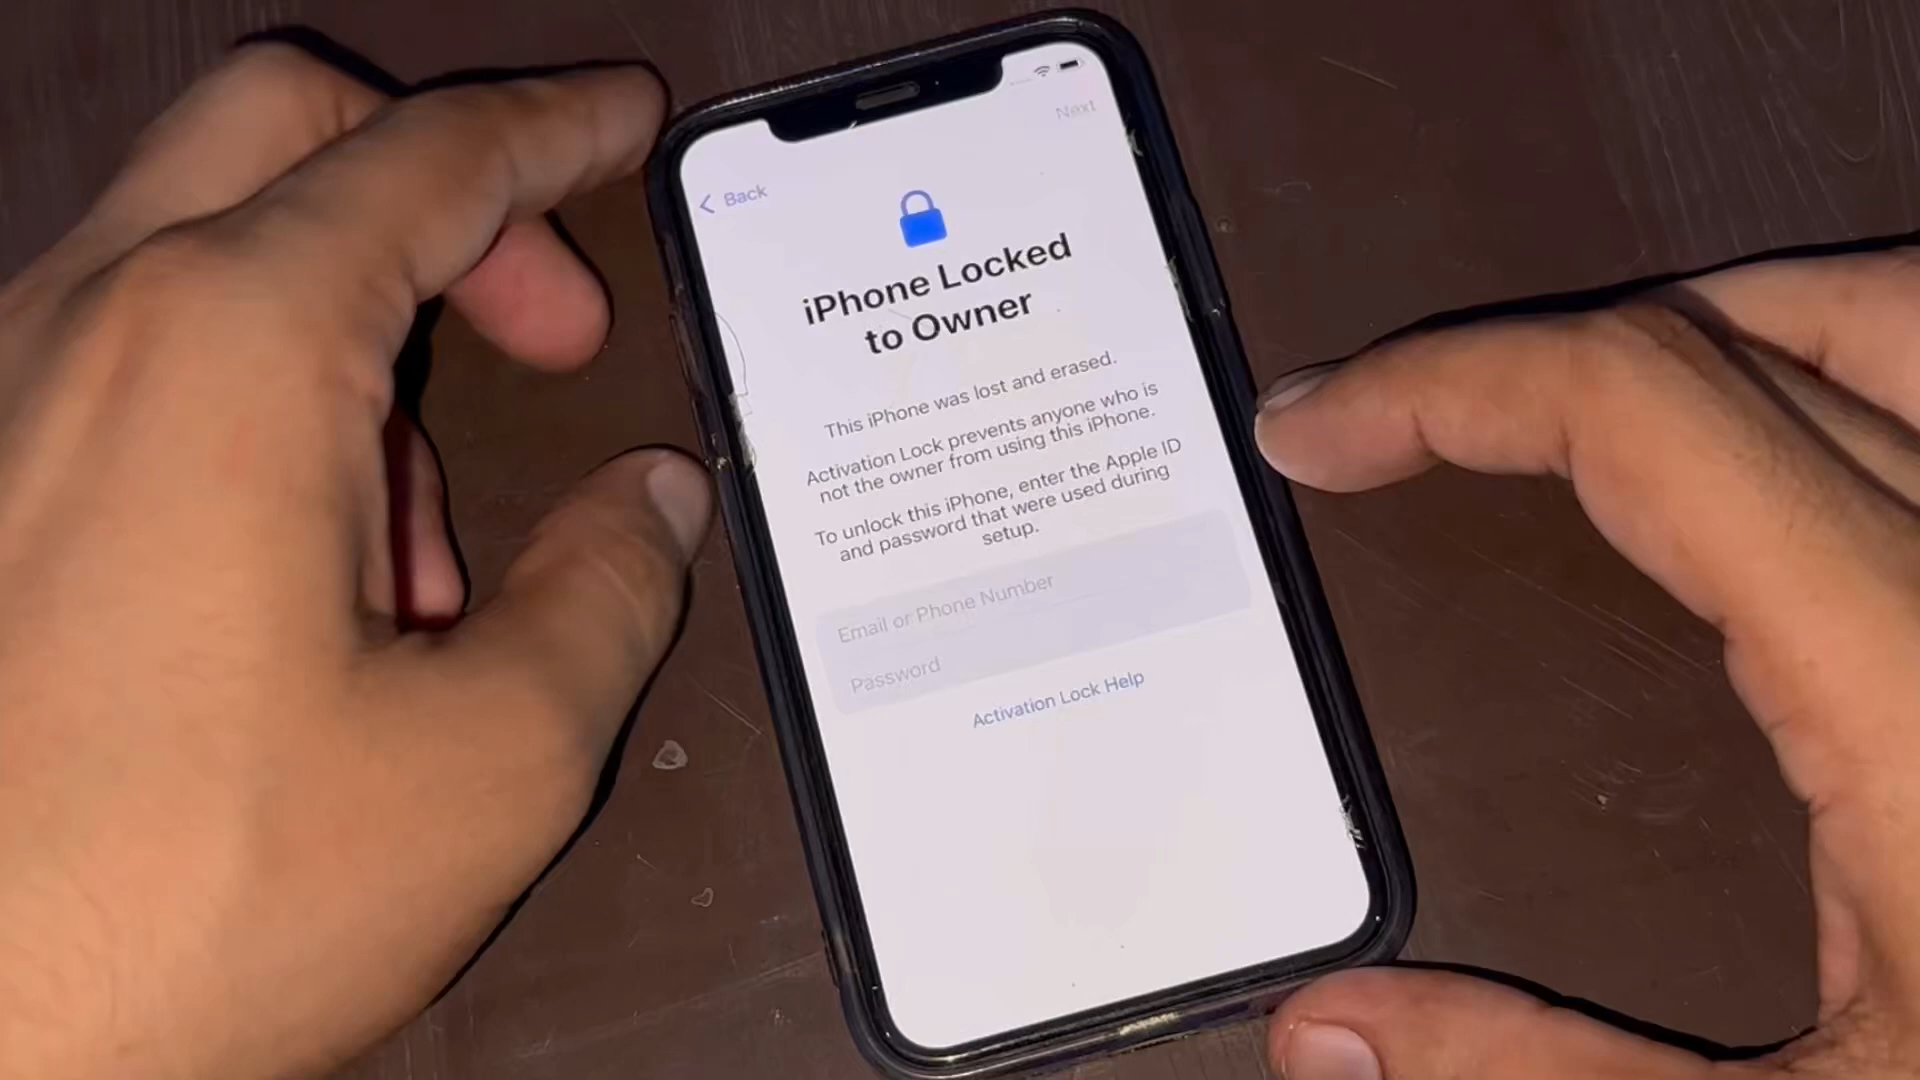 Next
Back
iPhone Locked
to Owner
This iPhone was lost and erased.
Activation Lock prevents anyone who is
not the owner from using this iPhone.
To unlock this iPhone, enter the Apple ID
and password that were used during
setup.
Email or Phone Number
Password
Activation Lock Help